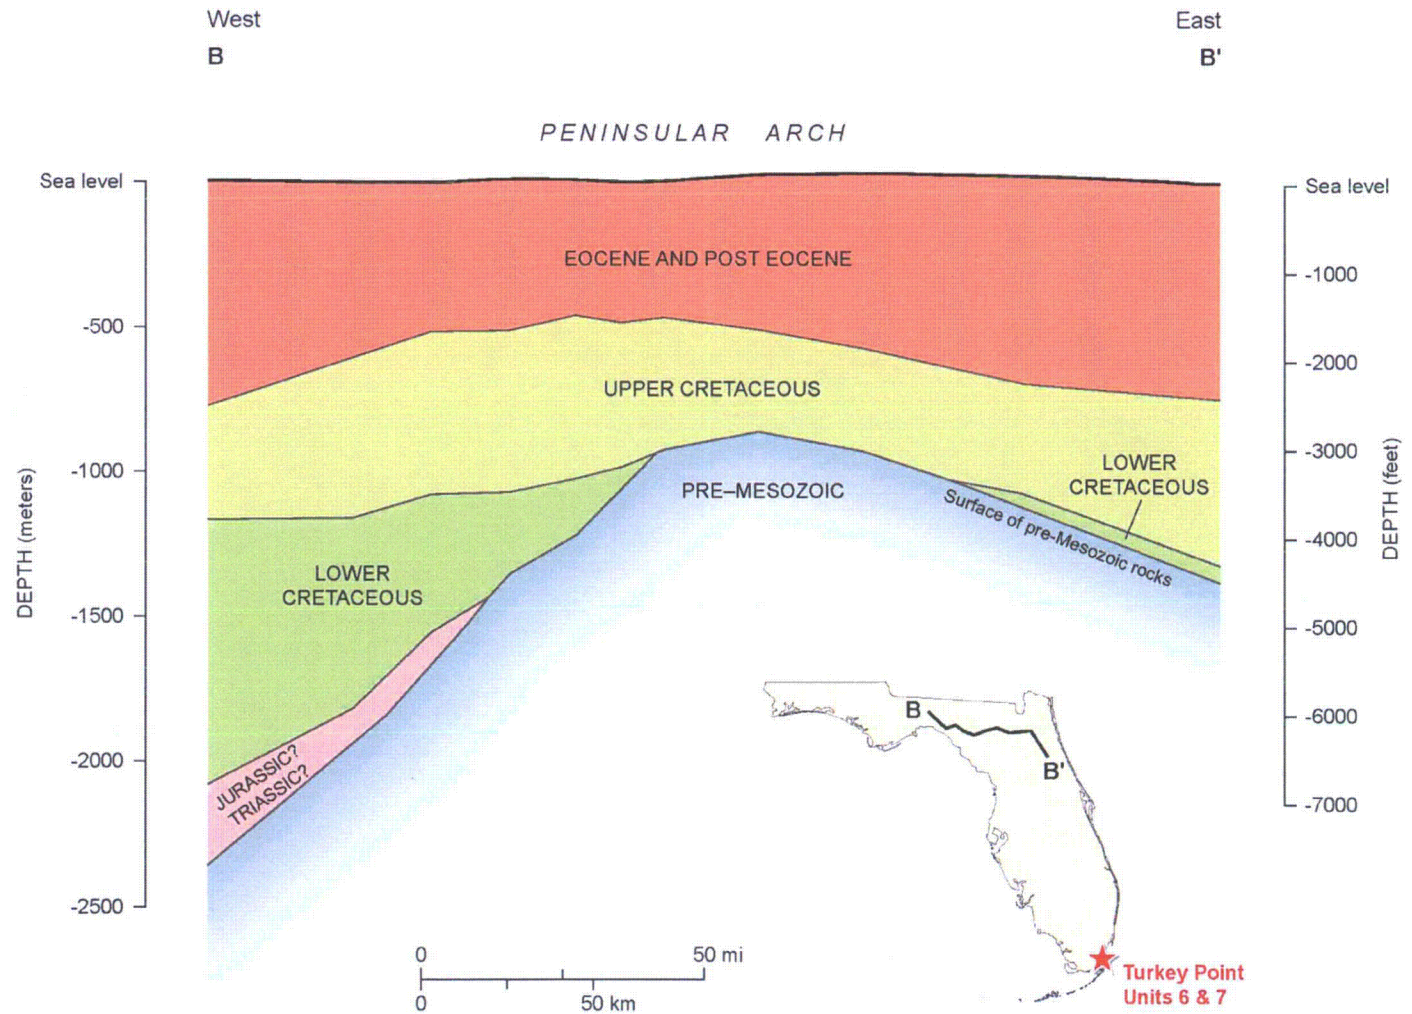 West
East
B
B'
PENINSULAR ARCH
Sea level
Sea level
EOCENE AND POST EOCENE
-1000
-500
-2000
UPPER CRETACEOUS
-1000
-3000
LOWER
CRETACEOUS
PRE–MESOZOIC
Surface of pre-Mesozoic rocks
DEPTH (meters)
DEPTH (feet)
-4000
LOWER
CRETACEOUS
-1500
-5000
-6000
B
B'
-2000
JURASSIC?
TRIASSIC?
-7000
-2500
0
50 mi
0
50 km
Turkey Point
Units 6 & 7